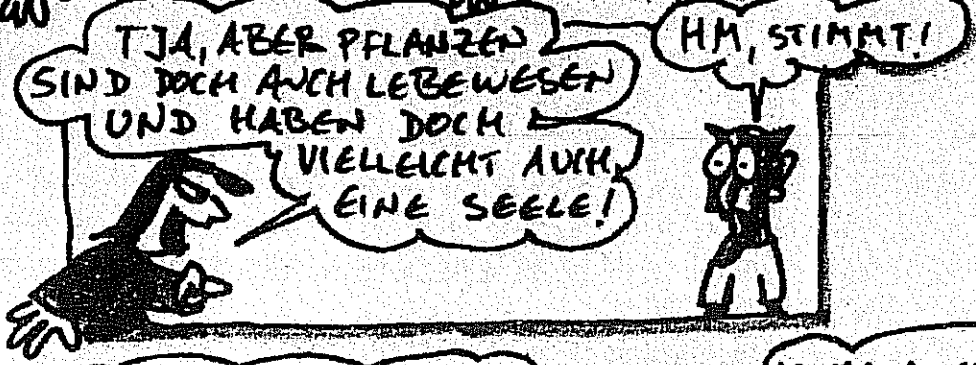 TJA, ABER PFLANZEN
SIND DOCH AUCH LEBEWESEN
UND HABEN DOCH
VIELLEICHT AUCH
EINE SEELE!
HM, STIMMT!